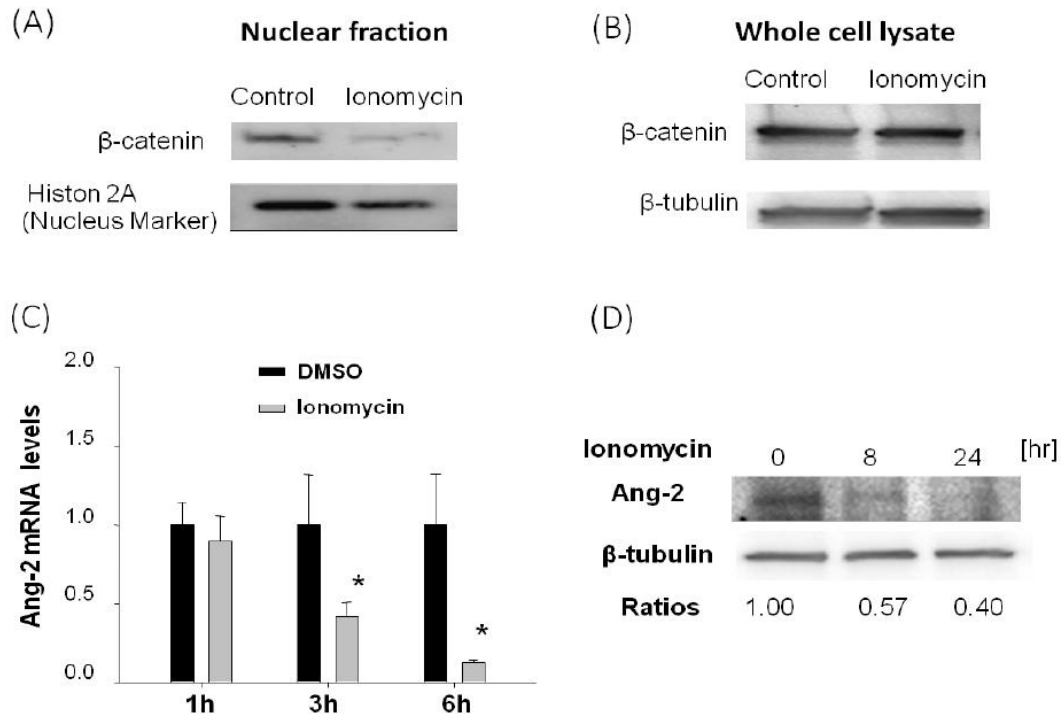 (A)
Nuclear fraction
Control Ionomycin
β-catenin
Histon 2A
(Nucleus Marker)
(B)
Whole cell lysate
Control Ionomycin
β-catenin
β-tubulin
(C)
2.0
1.5
1.0
0.5
0.0
Ang-2 mRNA levels
DMSO
Ionomycin
*
*
1h 3h 6h
(D)
Ionomycin 0 8 24 [hr]
Ang-2
β-tubulin
Ratios 1.00 0.57 0.40